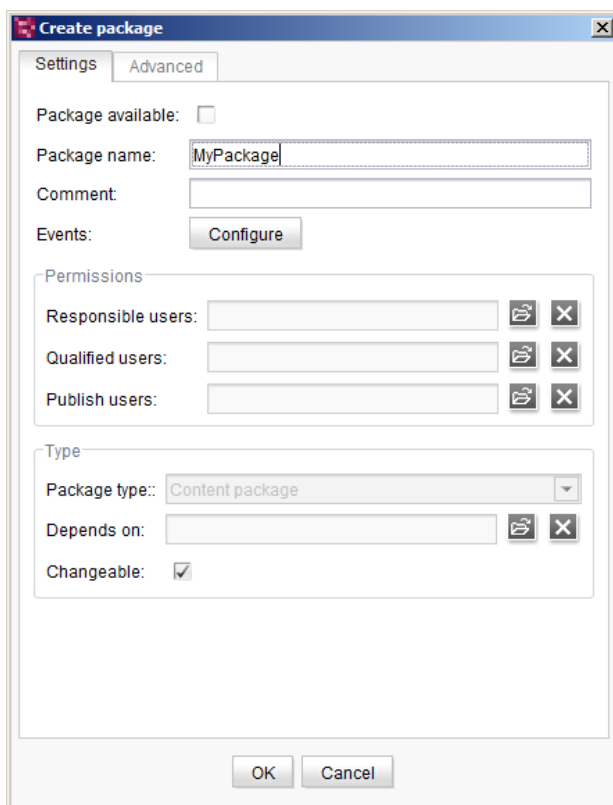 Create package
Settings Advanced
Package available:
Package name: MyPackage
Comment:
Events: Configure
Permissions
Responsible users:
Qualified users:
Publish users:
Type
Package type:: Content package
Depends on:
Changeable:
OK Cancel